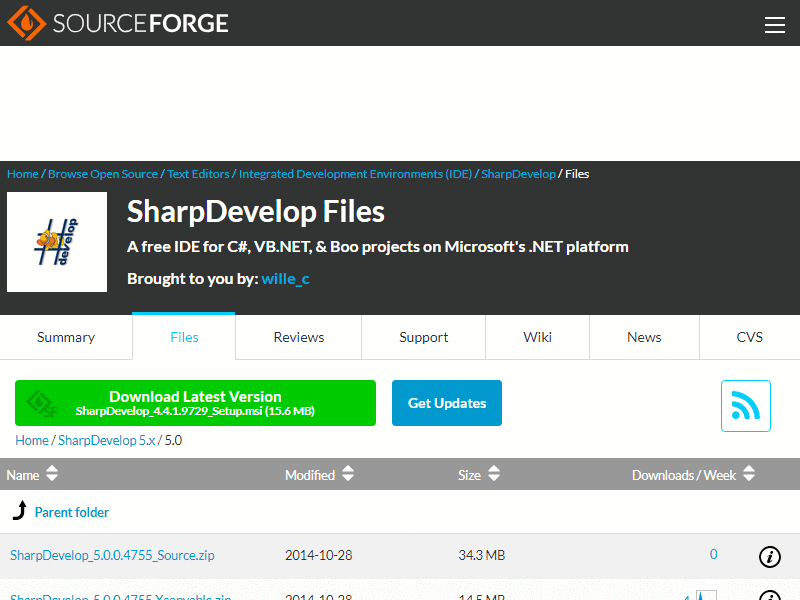 SOURCEFORGE
Home / Browse Open Source / Text Editors / Integrated Development Environments (IDE) / SharpDevelop / Files
develop
SharpDevelop Files
A free IDE for C#, VB.NET, & Boo projects on Microsoft's .NET platform
Brought to you by: wille_c
Summary Files Reviews Support Wiki News CVS
Download Latest Version
SharpDevelop_4.4.1.9729_Setup.msi (15.6 MB)
Get Updates
Home / SharpDevelop 5.x / 5.0
Name Modified Size Downloads / Week
Parent folder
SharpDevelop_5.0.0.4755_Source.zip 2014-10-28 34.3 MB 0
SharpDevelop_5.0.0.4755_Xcopyable.zip 2014-10-28 14.5 MB 4